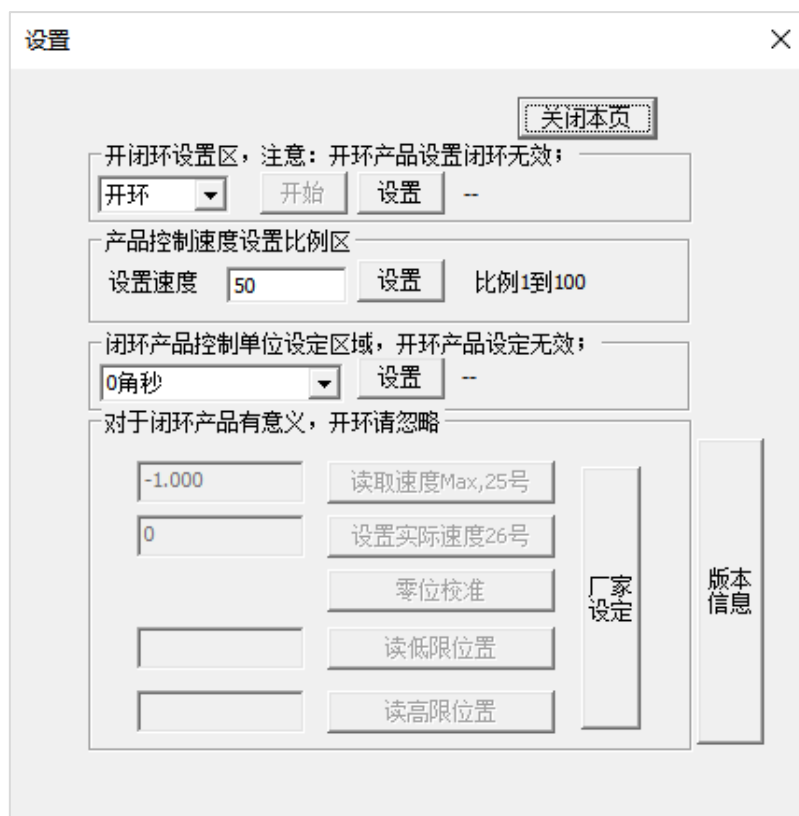 设置
关闭本页
开闭环设置区，注意：开环产品设置闭环无效；
开环 开始 设置 --
产品控制速度设置比例区
设置速度 50 设置 比例1到100
闭环产品控制单位设定区域，开环产品设定无效；
0角秒 设置 --
对于闭环产品有意义，开环请忽略
-1.000 读取速度Max,25号
0 设置实际速度26号
零位校准
读低限位置
读高限位置
厂家
设定
版本
信息